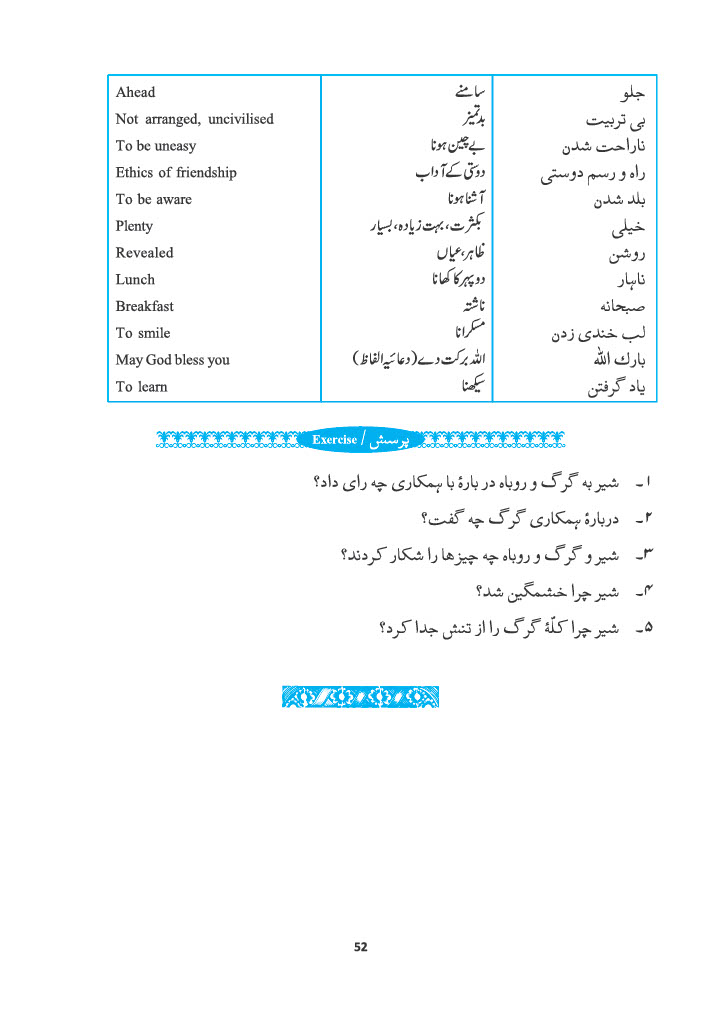 Ahead سامنے جلو
Not arranged, uncivilised بدتمیز بی تربیت
To be uneasy بے چین ہونا ناراحت شدن
Ethics of friendship دوستی کے آداب راه و رسم دوستی
To be aware آشنا ہونا بلد شدن
Plenty بکثرت، بہت زیادہ، بسیار خیلی
Revealed ظاہر، عیاں روشن
Lunch دوپہر کا کھانا ناہار
Breakfast ناشتہ صبحانه
To smile مسکرانا لب خندی زدن
May God bless you اللہ برکت دے (دعائیہ الفاظ) بارك الله
To learn سیکھنا یاد گرفتن
Exercise / پرسش
۱۔ شیر به گرگ و روباه در بارۀ با همکاری چه رای داد؟
۲۔ دربارۀ همکاری گرگ چه گفت؟
۳۔ شیر و گرگ و روباه چه چیزها را شکار کردند؟
۴۔ شیر چرا خشمگین شد؟
۵۔ شیر چرا کلّۀ گرگ را از تنش جدا کرد؟
52